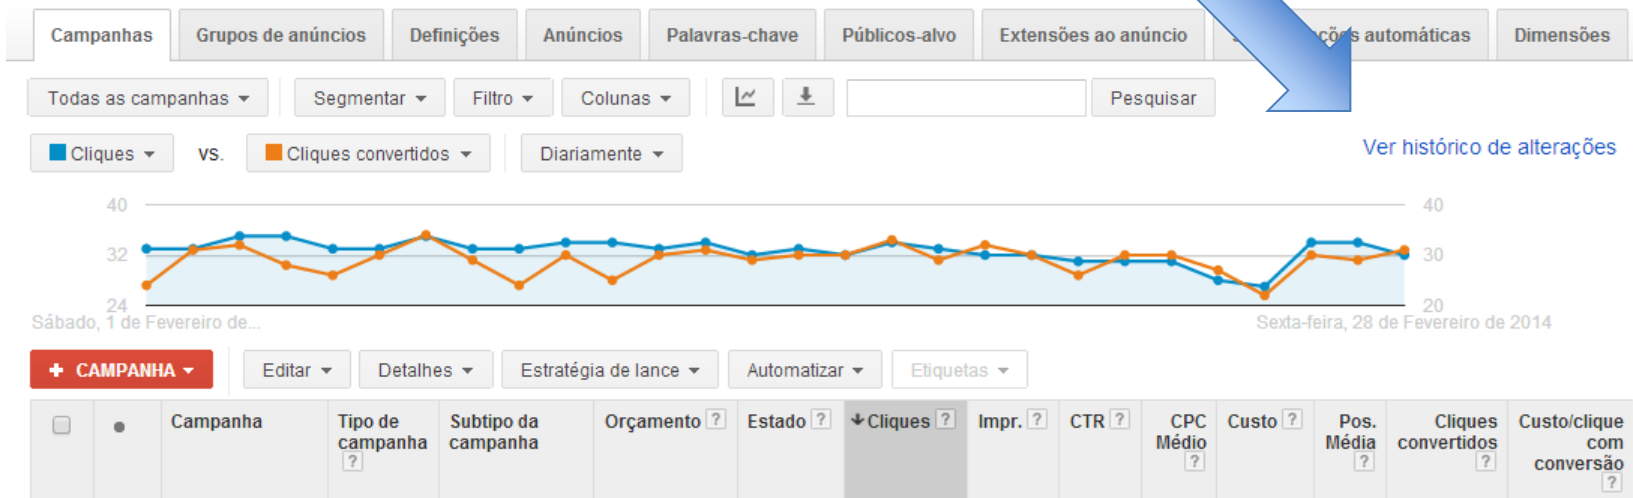 Campanhas Grupos de anúncios Definições Anúncios Palavras-chave Públicos-alvo Extensões ao anúncio automáticas Dimensões
Todas as campanhas Segmentar Filtro Colunas Pesquisar
Cliques vs. Cliques convertidos Diariamente Ver histórico de alterações
40 40
32 30
24 20
Sábado, 1 de Fevereiro de... Sexta-feira, 28 de Fevereiro de 2014
+ CAMPANHA Editar Detalhes Estratégia de lance Automatizar Etiquetas
Campanha Tipo de Subtipo da Orçamento ? Estado ? Cliques ? Impr. ? CTR ? CPC Custo ? Pos. Cliques Custo/clique
campanha campanha Médio Média convertidos com
? ? ? ? conversão
?